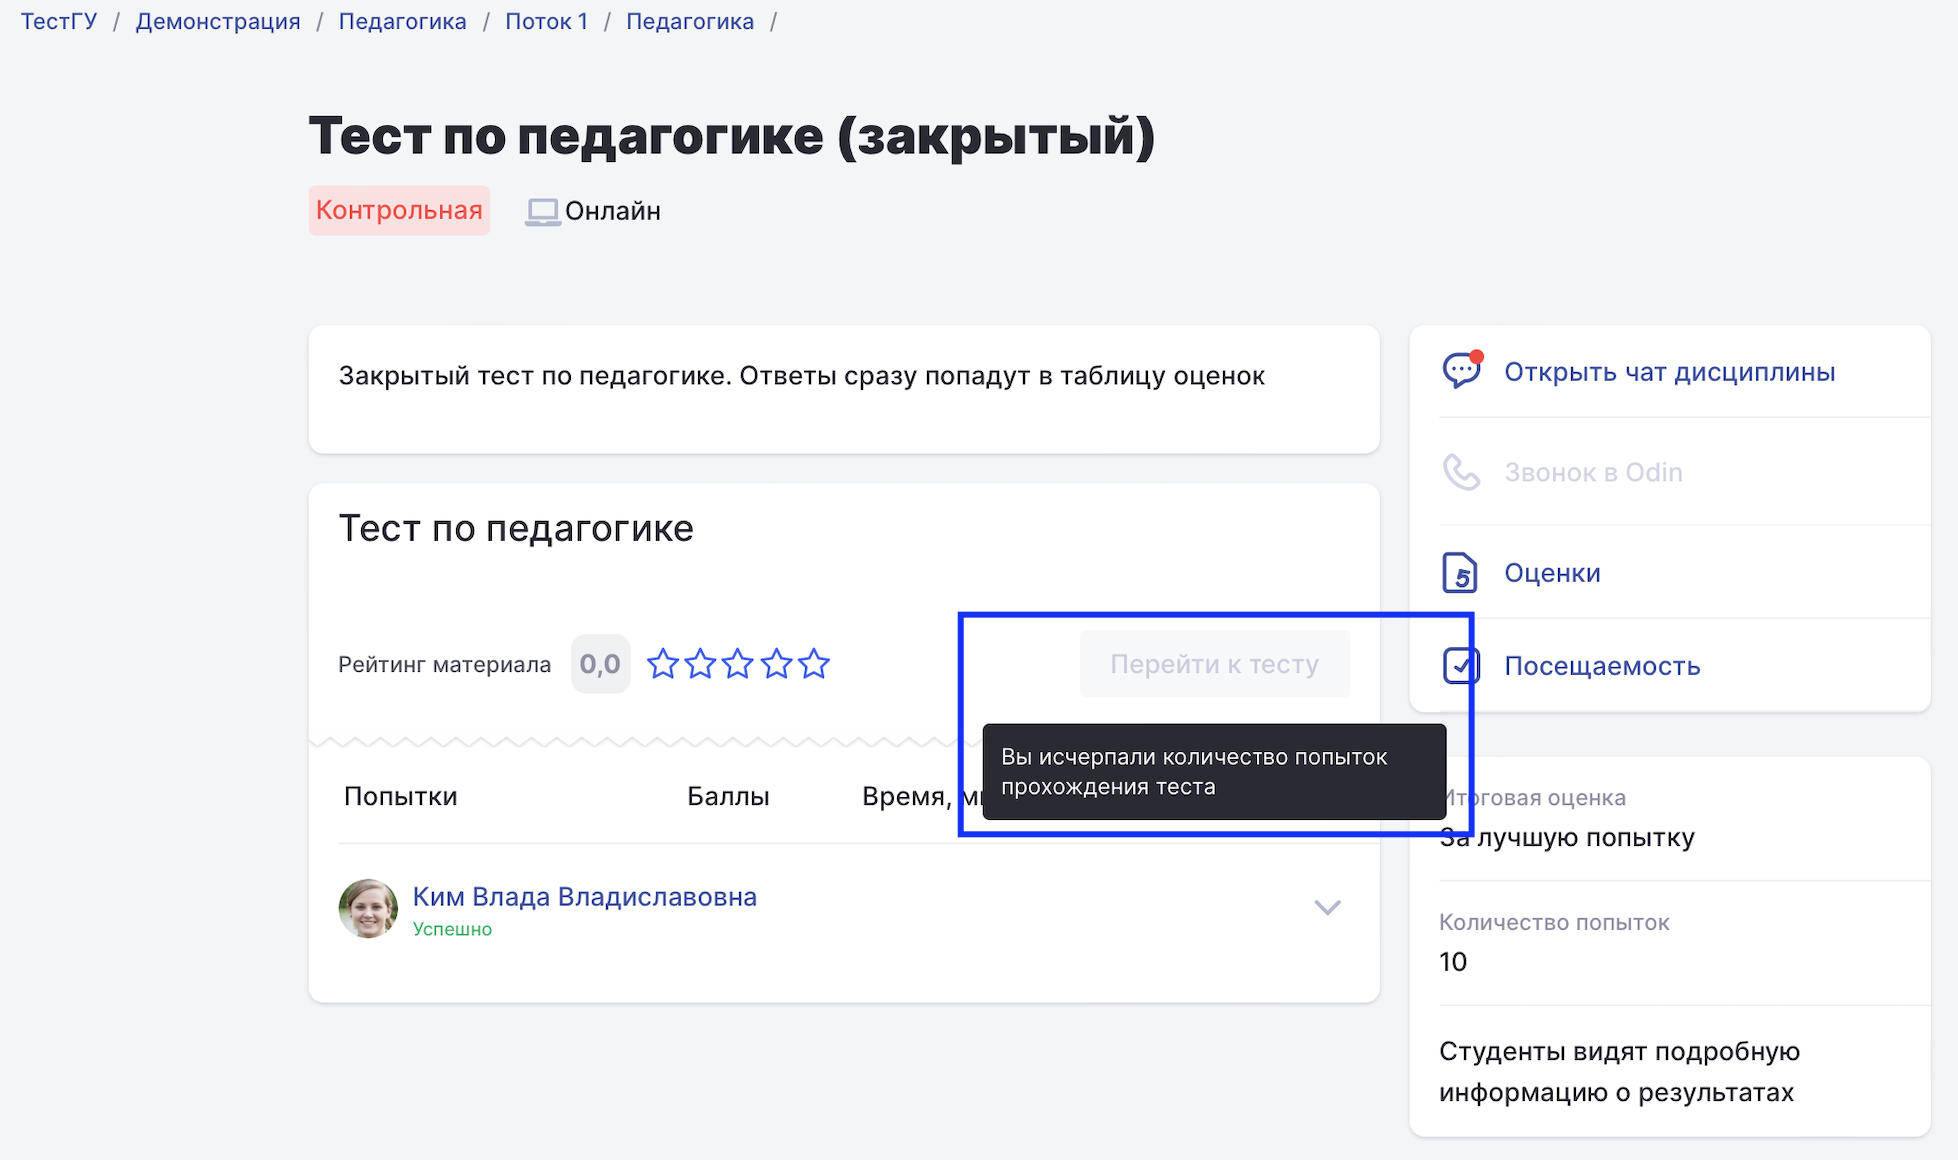 ТестГУ / Демонстрация / Педагогика / Поток 1 / Педагогика /
Тест по педагогике (закрытый)
Контрольная
Онлайн
Закрытый тест по педагогике. Ответы сразу попадут в таблицу оценок
Тест по педагогике
Рейтинг материала 0,0
Перейти к тесту
Вы исчерпали количество попыток
прохождения теста
Попытки Баллы Время,
Ким Влада Владиславовна
Успешно
Открыть чат дисциплины
Звонок в Odin
5 Оценки
Посещаемость
Итоговая оценка
За лучшую попытку
Количество попыток
10
Студенты видят подробную
информацию о результатах